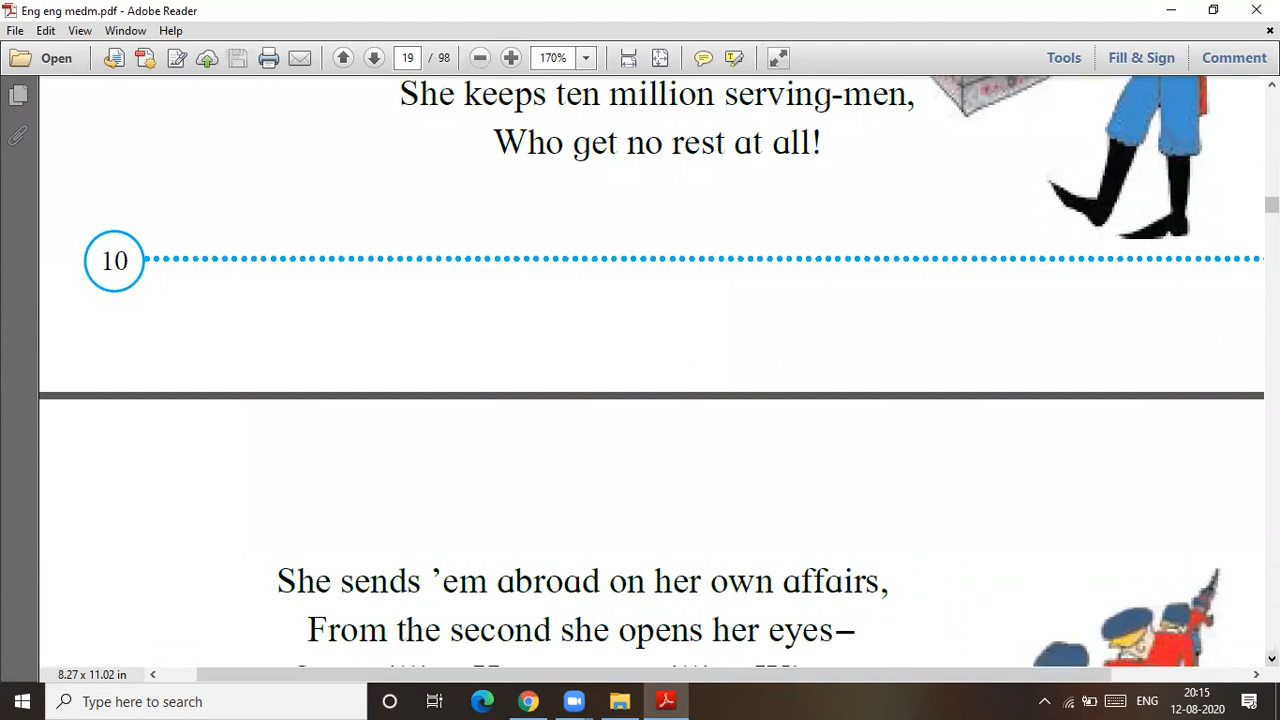 Eng eng medm.pdf - Adobe Reader
File Edit View Window Help
Open 19 / 98 170% Tools Fill & Sign Comment
She keeps ten million serving-men,
Who get no rest at all!
10
She sends ’em abroad on her own affairs,
From the second she opens her eyes–
8.27 x 11.02 in
Type here to search
ENG
20:15
12-08-2020